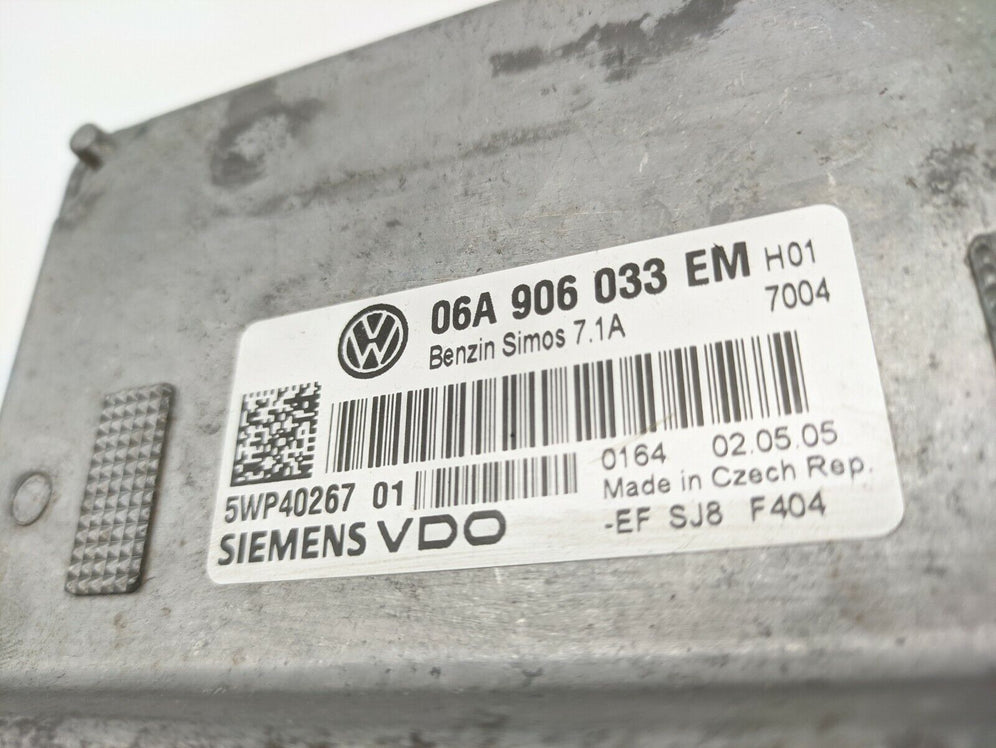 06A 906 033 EM H01
Benzin Simos 7.1A 7004
0164 02.05.05
5WP40267 01 Made in Czech Rep.
SIEMENS VDO -EF SJ8 F404